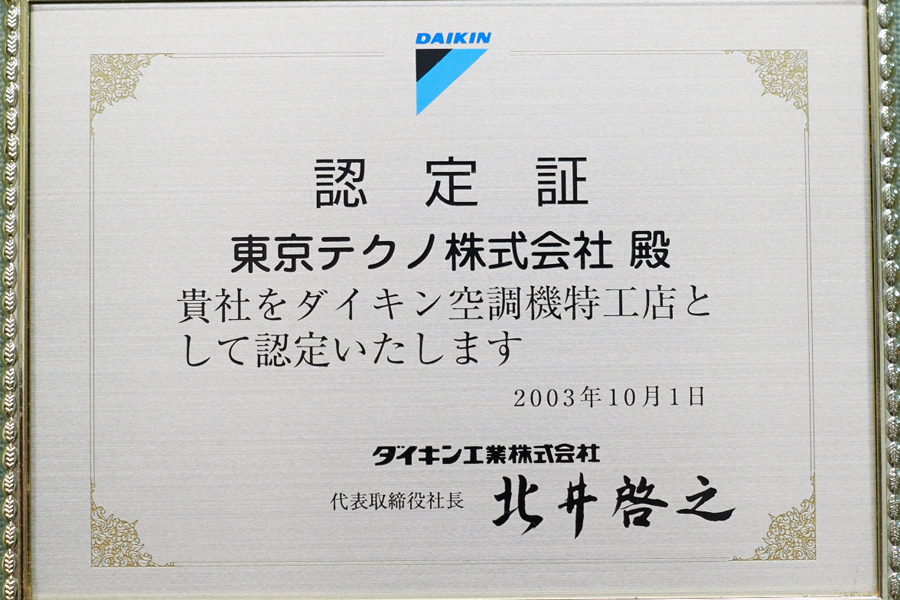 DAIKIN
認定証
東京テクノ株式会社 殿
貴社をダイキン空調機特工店と
して認定いたします
2003年10月1日
ダイキン工業株式会社
代表取締役社長 北井啓之